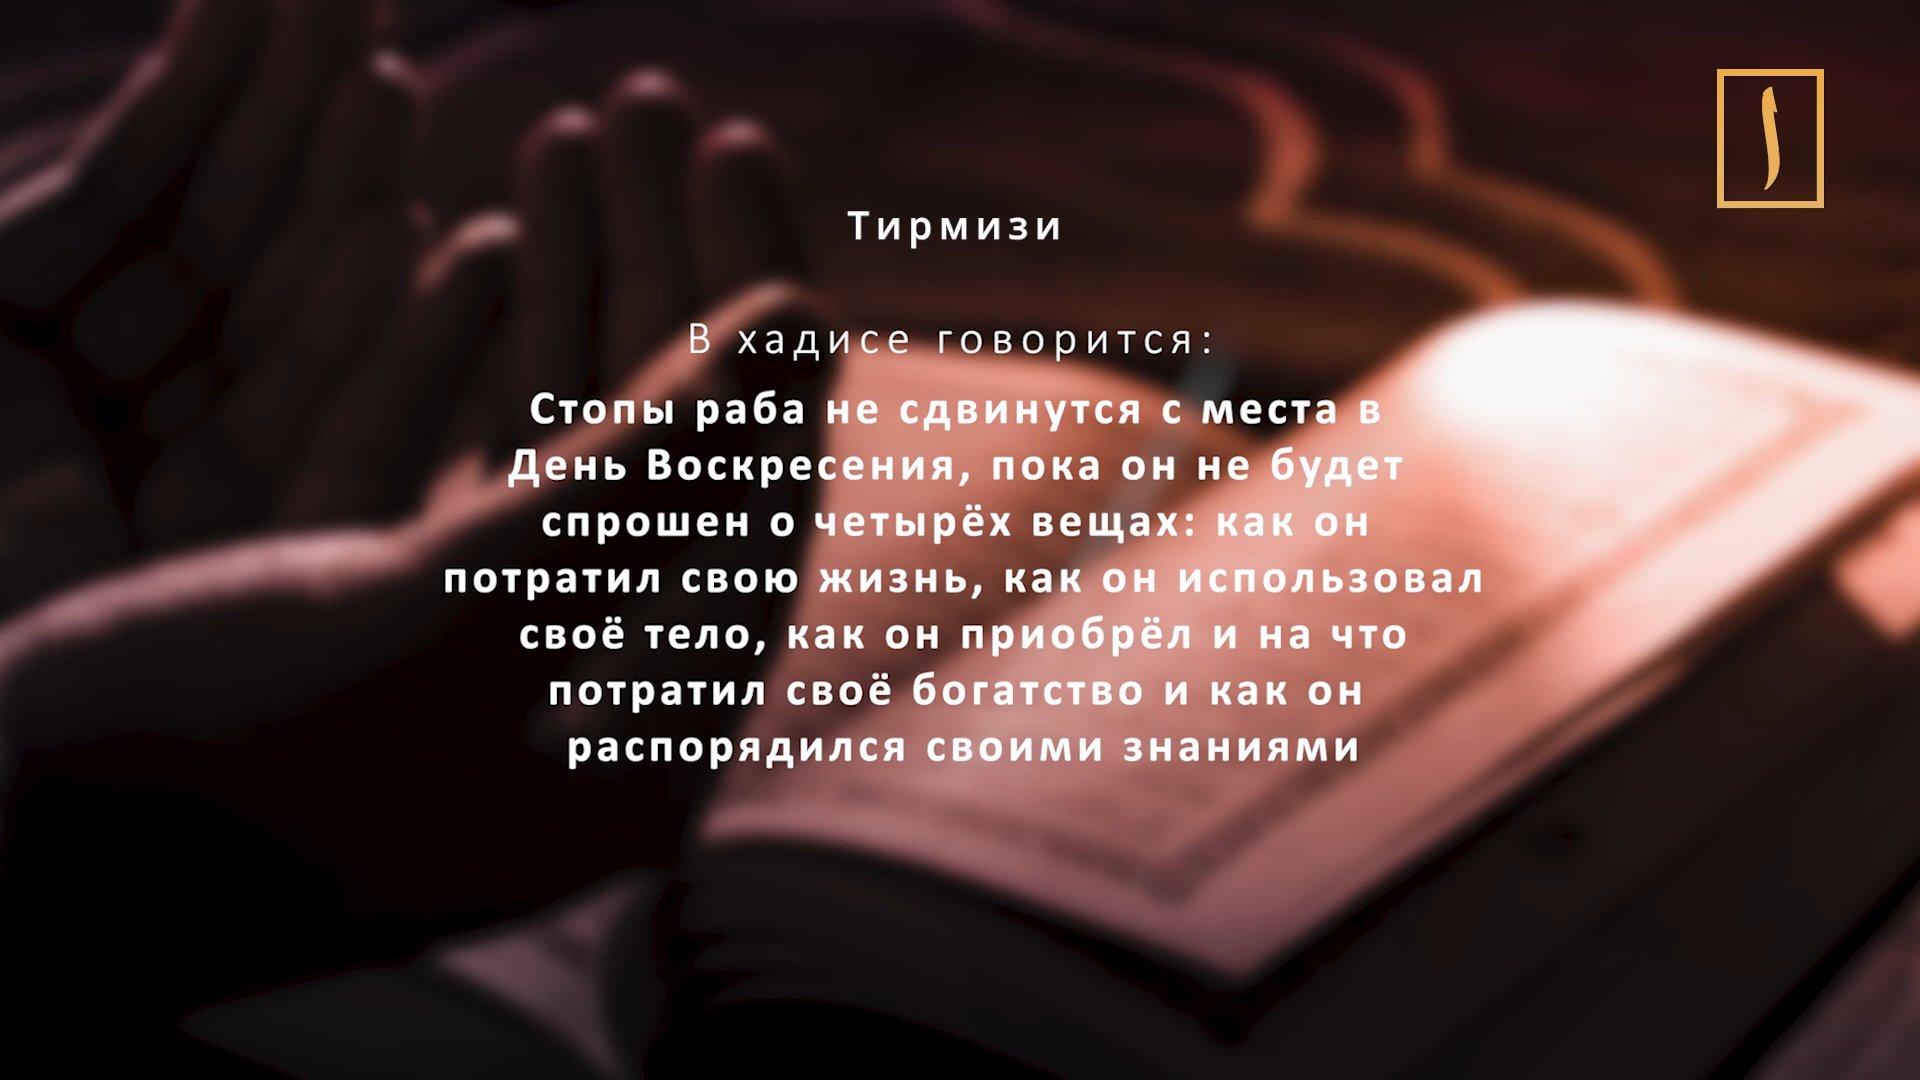 Тирмизи
В хадисе говорится:
Стопы раба не сдвинутся с места в
День Воскресения, пока он не будет
спрошен о четырёх вещах: как он
потратил свою жизнь, как он использовал
своё тело, как он приобрёл и на что
потратил своё богатство и как он
распорядился своими знаниями